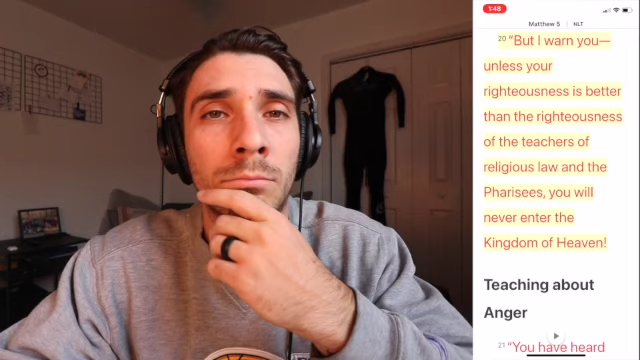 1:48
Matthew 5 | NLT
20 “But I warn you—
unless your
righteousness is better
than the righteousness
of the teachers of
religious law and the
Pharisees, you will
never enter the
Kingdom of Heaven!
Teaching about
Anger
21 “You have heard